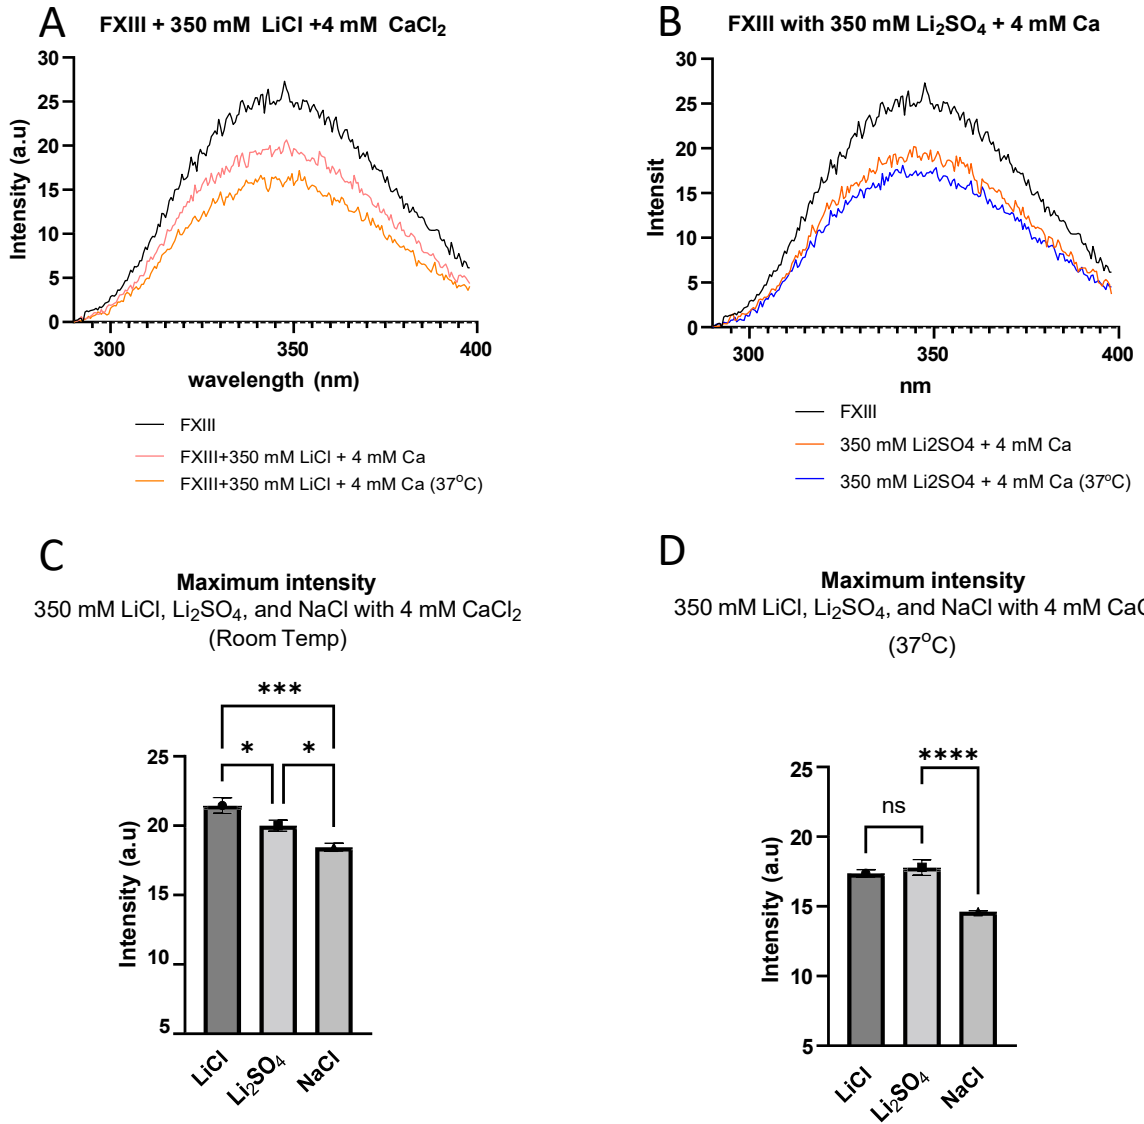 A
FXIII + 350 mM LiCl +4 mM CaCl₂
Intensity (a.u)
30
25
20
15
10
5
0
300
350
400
wavelength (nm)
FXIII
FXIII+350 mM LiCl + 4 mM Ca
FXIII+350 mM LiCl + 4 mM Ca (37°C)
B
FXIII with 350 mM Li₂SO₄ + 4 mM Ca
Intensit
30
25
20
15
10
5
0
300
350
400
nm
FXIII
350 mM Li2SO4 + 4 mM Ca
350 mM Li2SO4 + 4 mM Ca (37°C)
C
Maximum intensity
350 mM LiCl, Li₂SO₄, and NaCl with 4 mM CaCl₂
(Room Temp)
***
*
*
Intensity (a.u)
25
20
15
10
5
LiCl
Li₂SO₄
NaCl
D
Maximum intensity
350 mM LiCl, Li₂SO₄, and NaCl with 4 mM CaC
(37°C)
****
ns
Intensity (a.u)
25
20
15
10
5
LiCl
Li₂SO₄
NaCl